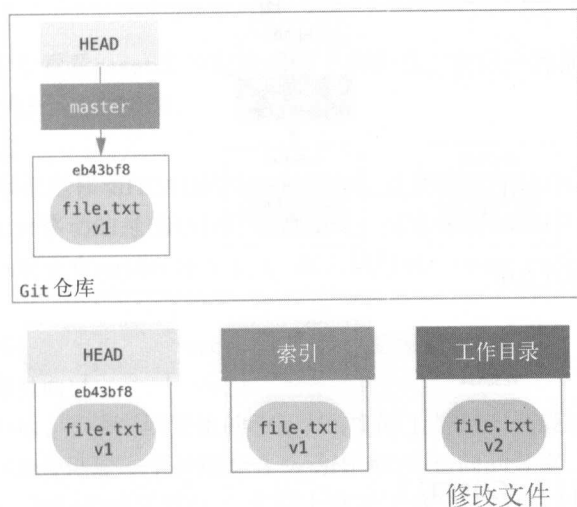 HEAD
master
eb43bf8
file.txt
v1
Git 仓库
HEAD
索引
工作目录
eb43bf8
file.txt
v1
file.txt
v1
file.txt
v2
修改文件